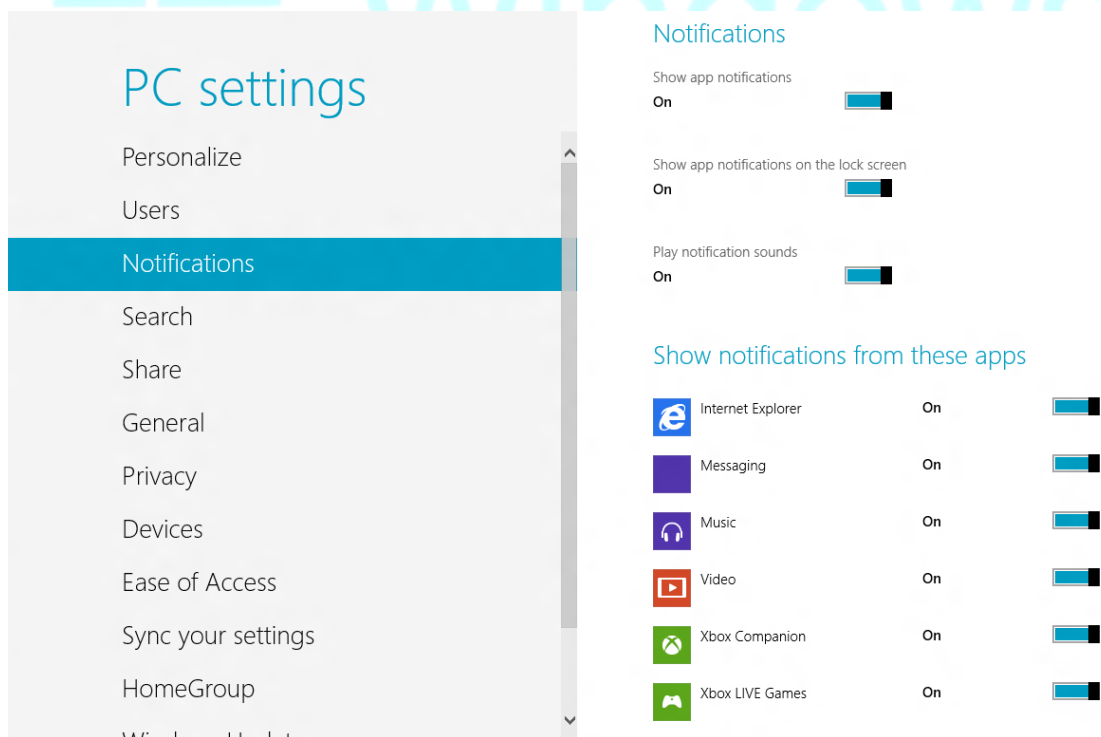 PC settings
Personalize
Users
Notifications
Search
Share
General
Privacy
Devices
Ease of Access
Sync your settings
HomeGroup
Notifications
Show app notifications
On
Show app notifications on the lock screen
On
Play notification sounds
On
Show notifications from these apps
Internet Explorer On
Messaging On
Music On
Video On
Xbox Companion On
Xbox LIVE Games On